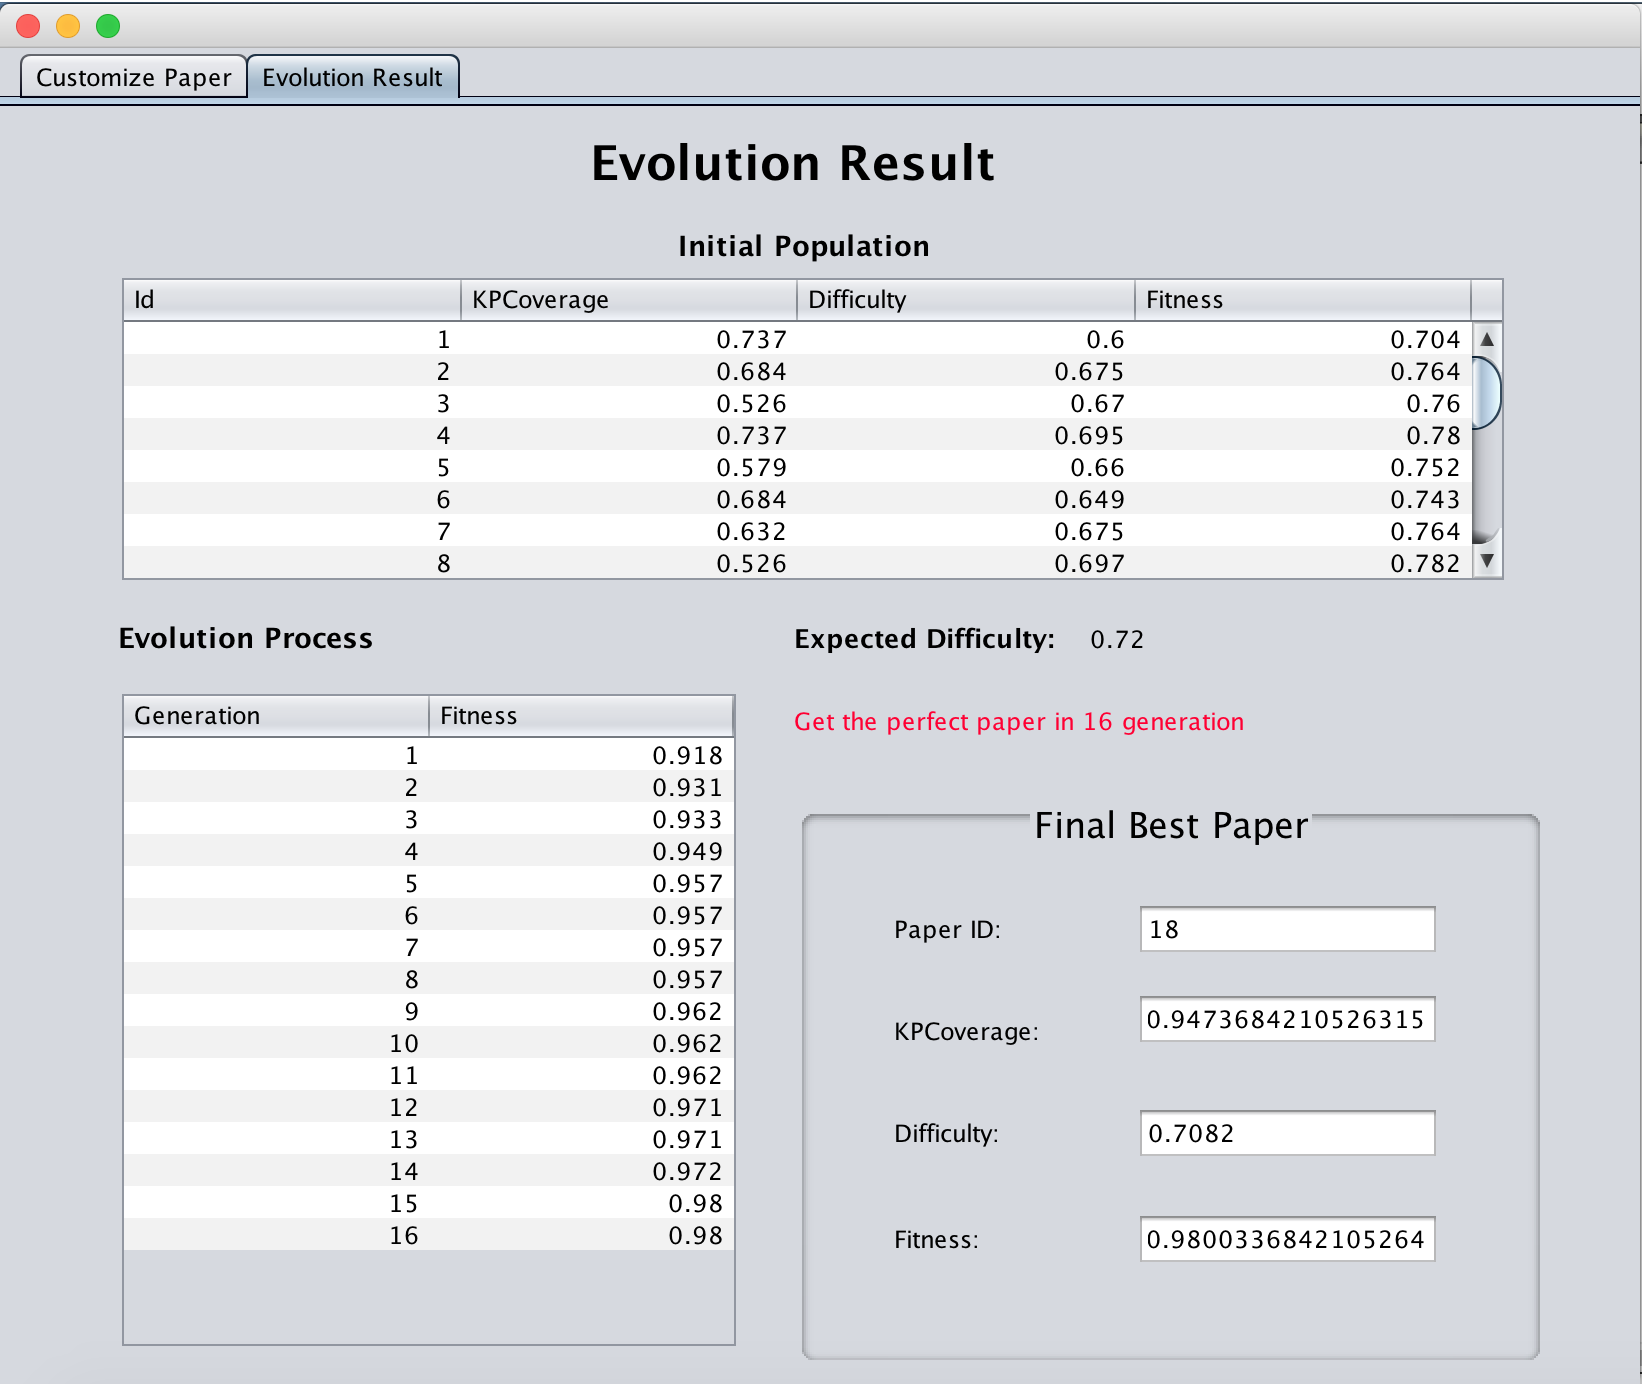 Customize Paper Evolution Result
Evolution Result
Initial Population
Id KPCoverage Difficulty Fitness
1 0.737 0.6 0.704
2 0.684 0.675 0.764
3 0.526 0.67 0.76
4 0.737 0.695 0.78
5 0.579 0.66 0.752
6 0.684 0.649 0.743
7 0.632 0.675 0.764
8 0.526 0.697 0.782
Evolution Process
Generation Fitness
1 0.918
2 0.931
3 0.933
4 0.949
5 0.957
6 0.957
7 0.957
8 0.957
9 0.962
10 0.962
11 0.962
12 0.971
13 0.971
14 0.972
15 0.98
16 0.98
Expected Difficulty: 0.72
Get the perfect paper in 16 generation
Final Best Paper
Paper ID: 18
KPCoverage: 0.9473684210526315
Difficulty: 0.7082
Fitness: 0.9800336842105264